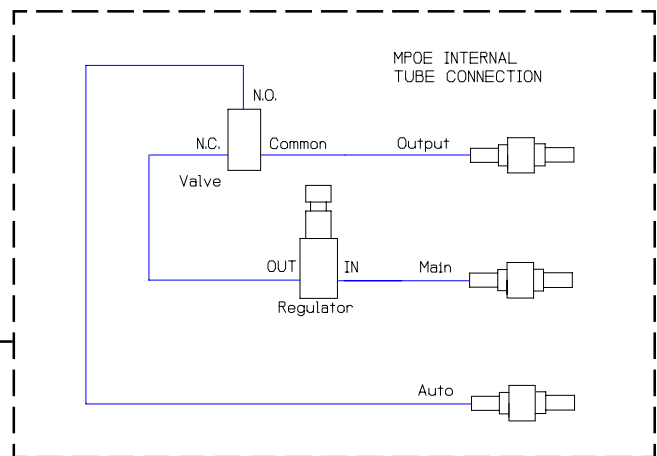 MPOE INTERNAL
TUBE CONNECTION
N.O.
N.C. Common Output
Valve
OUT IN Main
Regulator
Auto